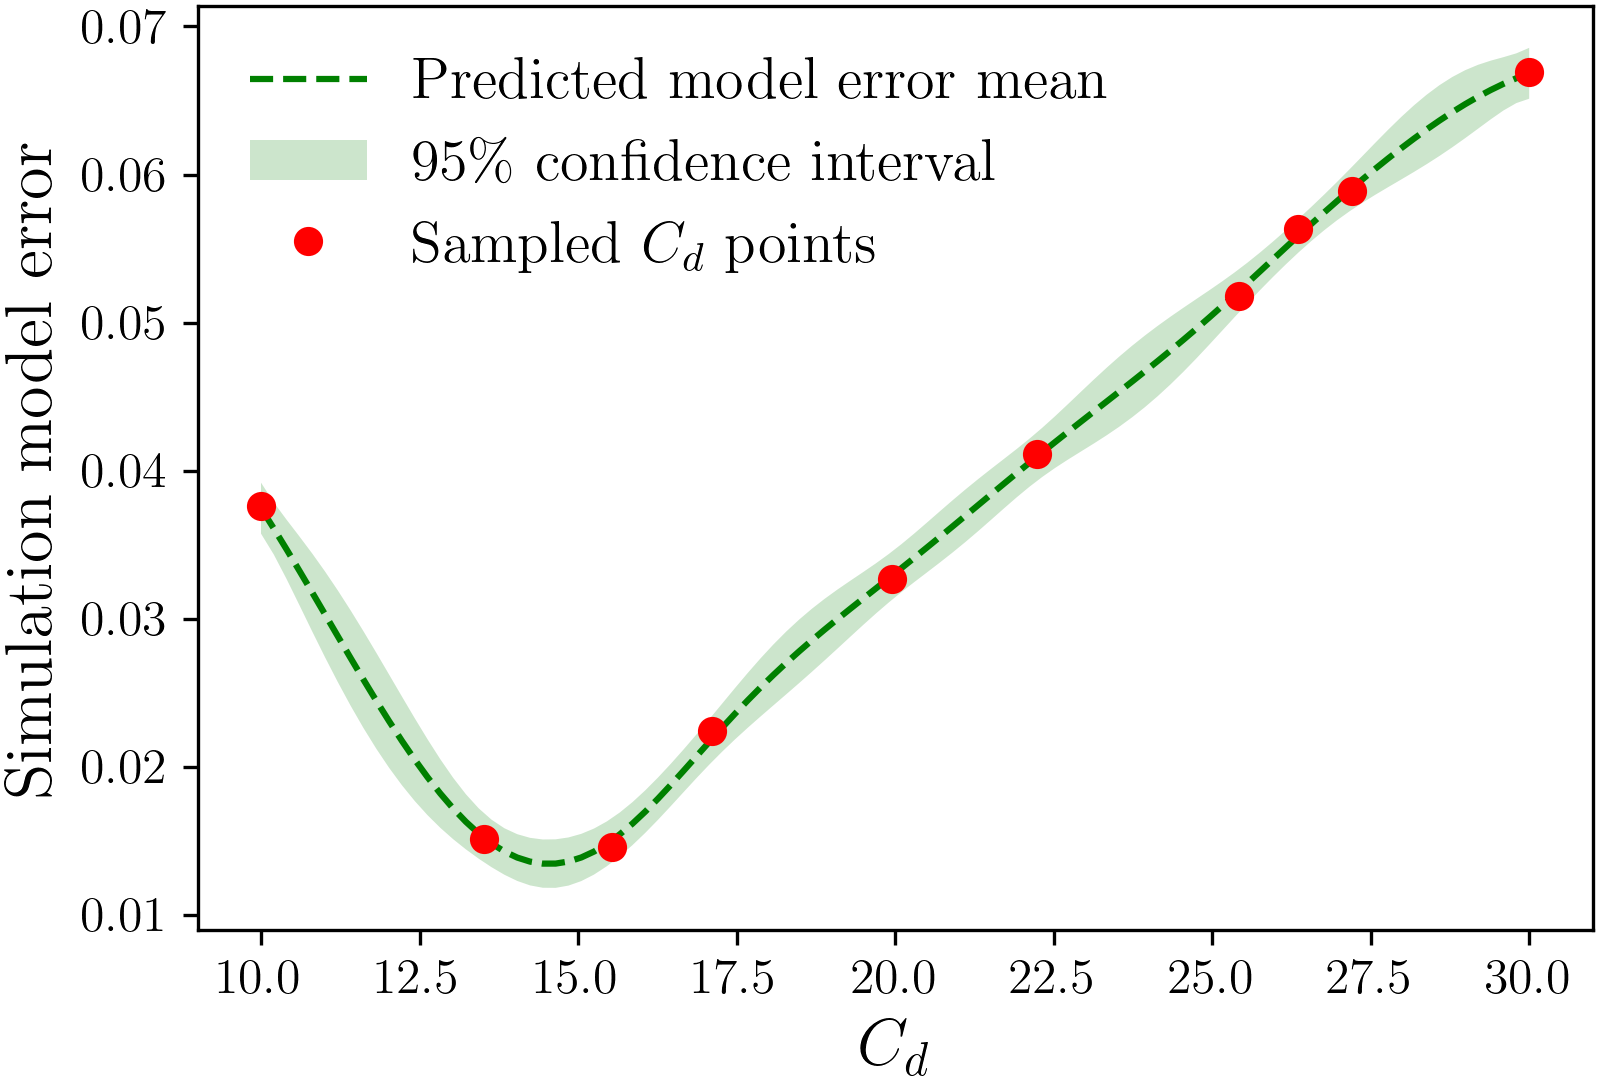 Predicted model error mean
95% confidence interval
Sampled C_d points
Simulation model error
0.07
0.06
0.05
0.04
0.03
0.02
0.01
10.0 12.5 15.0 17.5 20.0 22.5 25.0 27.5 30.0
C_d